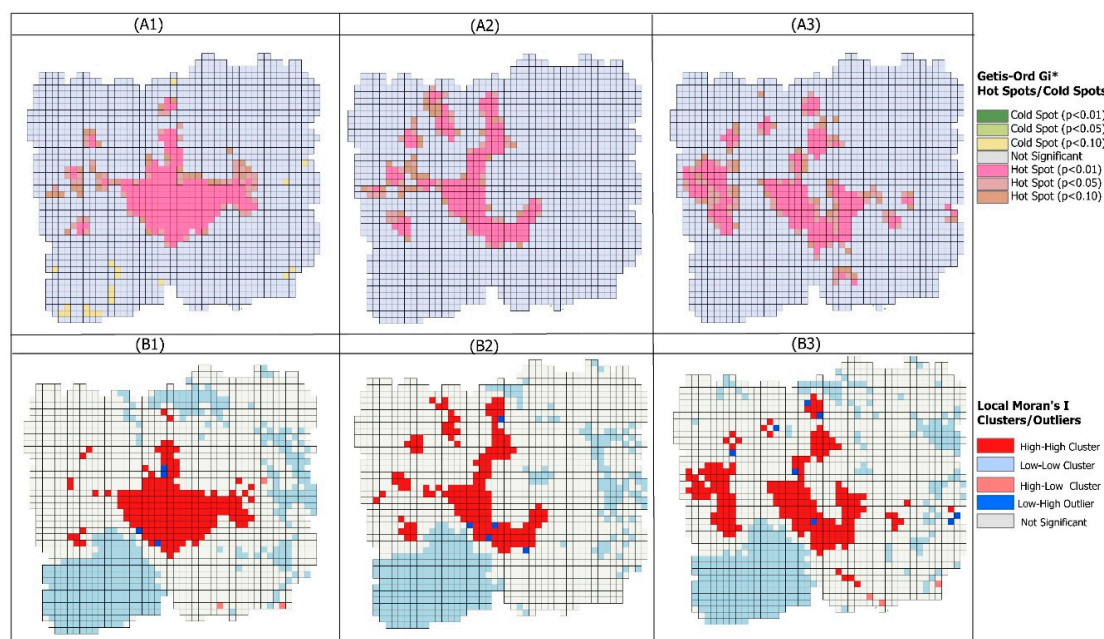 (A1)
(A2)
(A3)
Getis-Ord Gi*
Hot Spots/Cold Spots
Cold Spot (p<0.01)
Cold Spot (p<0.05)
Cold Spot (p<0.10)
Not Significant
Hot Spot (p<0.01)
Hot Spot (p<0.05)
Hot Spot (p<0.10)
(B1)
(B2)
(B3)
Local Moran's I
Clusters/Outliers
High-High Cluster
Low-Low Cluster
High-Low Cluster
Low-High Outlier
Not Significant